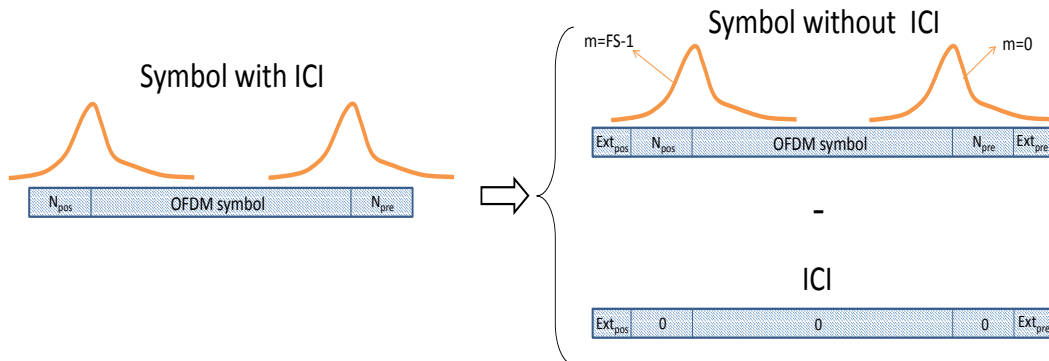 Symbol with ICI
N_pos OFDM symbol N_pre
Symbol without ICI
m=FS-1
m=0
Ext_pos N_pos OFDM symbol N_pre Ext_pre
-
ICI
Ext_pos 0 0 0 Ext_pre